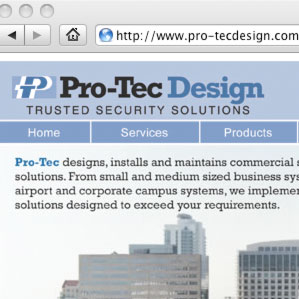 http://www.pro-tecdesign.com
P Pro-Tec Design
TRUSTED SECURITY SOLUTIONS
Home Services Products
Pro-Tec designs, installs and maintains commercial s
solutions. From small and medium sized business sys
airport and corporate campus systems, we implemen
solutions designed to exceed your requirements.